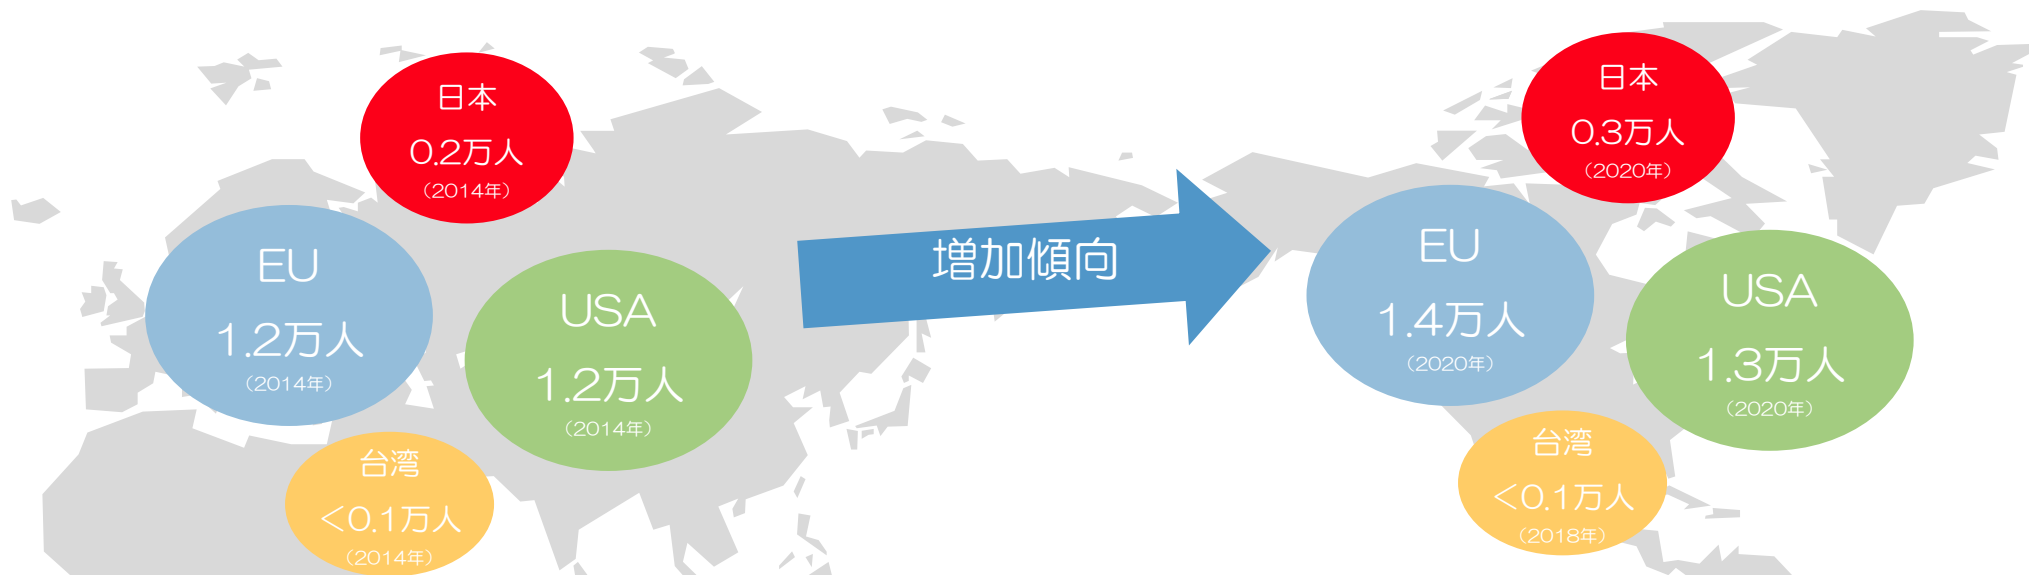 日本
0.2万人
（2014年）
EU
1.2万人
（2014年）
USA
1.2万人
（2014年）
台湾
＜0.1万人
（2014年）
増加傾向
日本
0.3万人
（2020年）
EU
1.4万人
（2020年）
USA
1.3万人
（2020年）
台湾
＜0.1万人
（2018年）